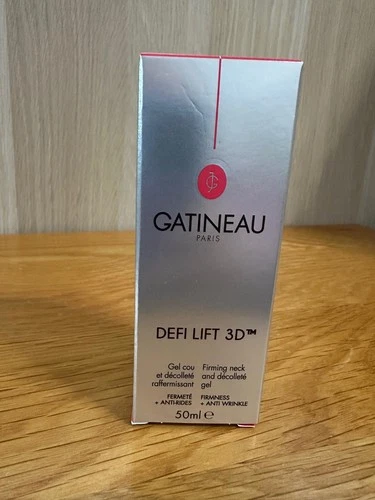 GATINEAU
PARIS
DEFI LIFT 3D™
Gel cou
et décolleté
raffermissant
FERMETÉ
+ ANTI-RIDES
Firming neck
and décolleté
gel
FIRMNESS
+ ANTI WRINKLE
50ml ℮